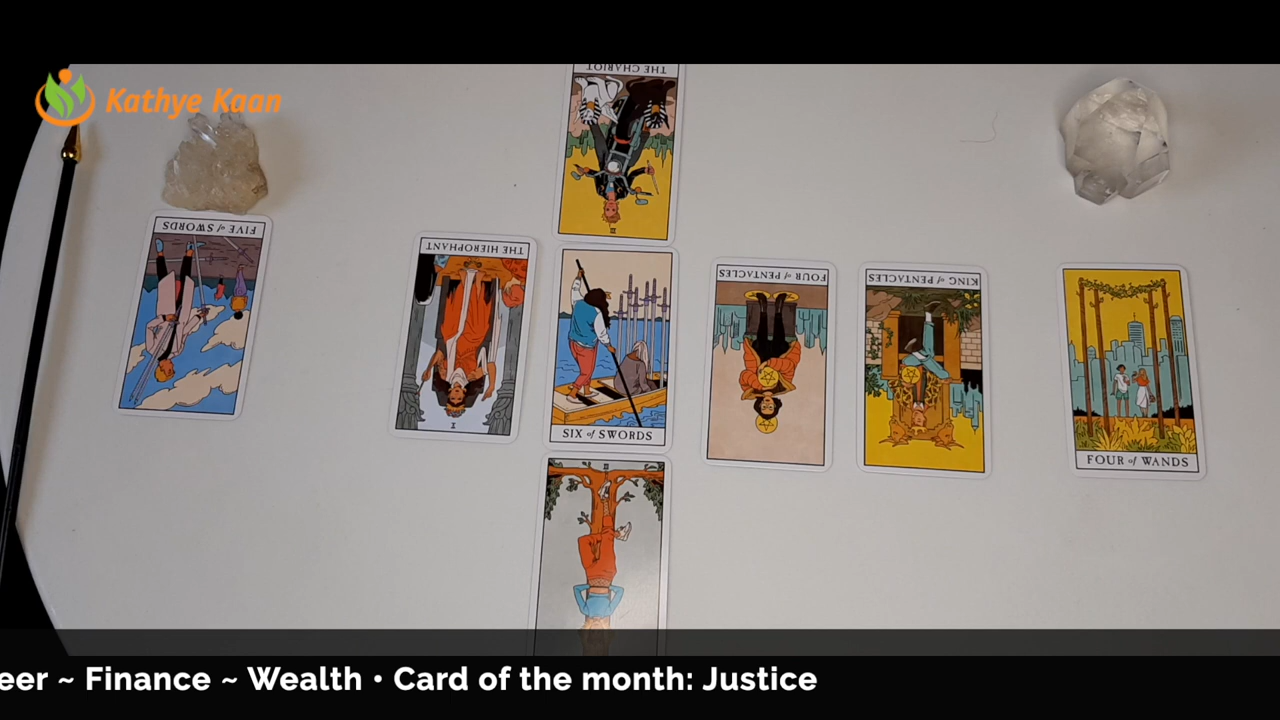 THE CHARIOT
Kathye Kaan
FIVE of SWORDS
THE HIEROPHANT
SIX of SWORDS
FOUR of PENTACLES
KING of PENTACLES
FOUR of WANDS
eer ~ Finance ~ Wealth • Card of the month: Justice